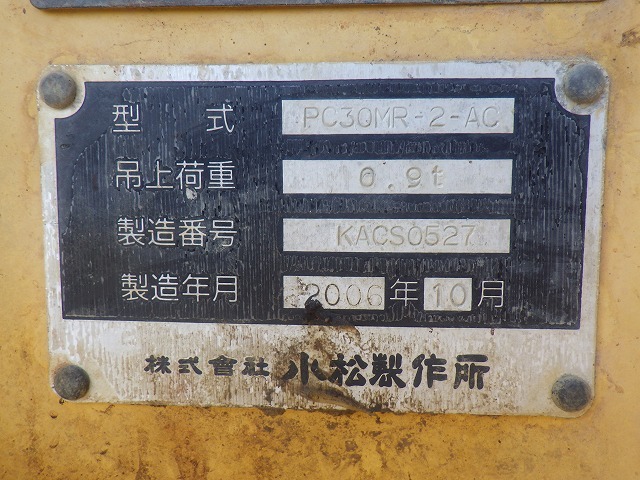 型式 PC30MR-2-AC
吊上荷重 0.9t
製造番号 KACS0527
製造年月 2006年10月
株式會社 小松製作所